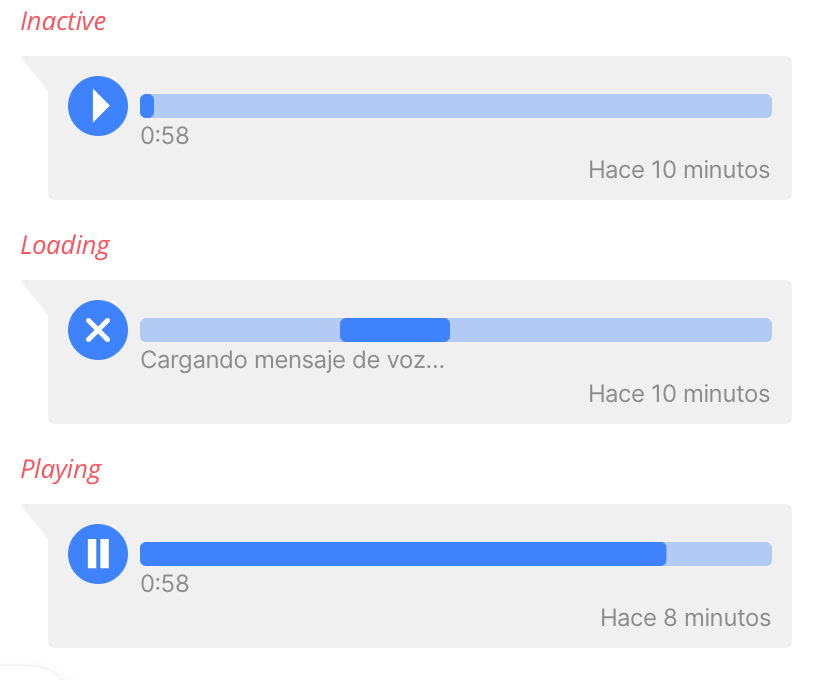 Inactive
0:58
Hace 10 minutos
Loading
Cargando mensaje de voz...
Hace 10 minutos
Playing
0:58
Hace 8 minutos